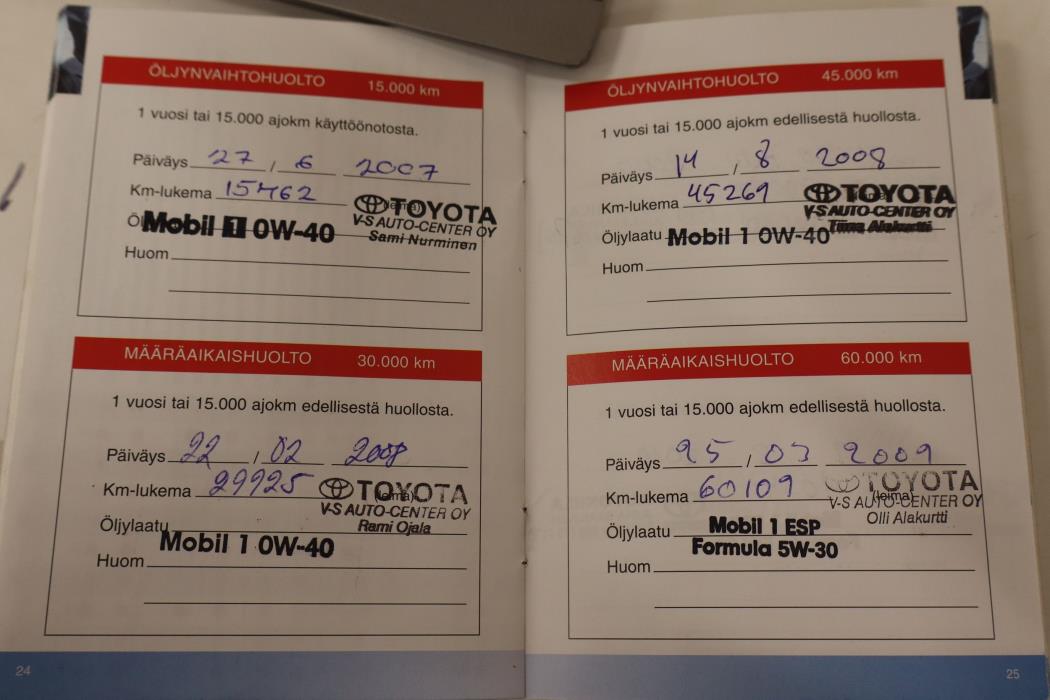 ÖLJYNVAIHTOHUOLTO 15.000 km
1 vuosi tai 15.000 ajokm käyttöönotosta.
Päiväys 27 / 6 2007
Km-lukema 15462 (leima)
TOYOTA
V-S AUTO-CENTER OY
Sami Nurminen
Mobil 1 0W-40
Huom
MÄÄRÄAIKAISHUOLTO 30.000 km
1 vuosi tai 15.000 ajokm edellisestä huollosta.
Päiväys 22 / 02 2008
Km-lukema 29925 (leima)
TOYOTA
V-S AUTO-CENTER OY
Rami Ojala
Öljylaatu
Mobil 1 0W-40
Huom
24
ÖLJYNVAIHTOHUOLTO 45.000 km
1 vuosi tai 15.000 ajokm edellisestä huollosta.
Päiväys 14 / 8 2008
Km-lukema 45269
TOYOTA
V-S AUTO-CENTER OY
Alakurtti
Öljylaatu Mobil 1 0W-40
Huom
MÄÄRÄAIKAISHUOLTO 60.000 km
1 vuosi tai 15.000 ajokm edellisestä huollosta.
Päiväys 25 / 03 2009
Km-lukema 60109 (leima)
TOYOTA
V-S AUTO-CENTER OY
Olli Alakurtti
Öljylaatu Mobil 1 ESP
Formula 5W-30
Huom
25